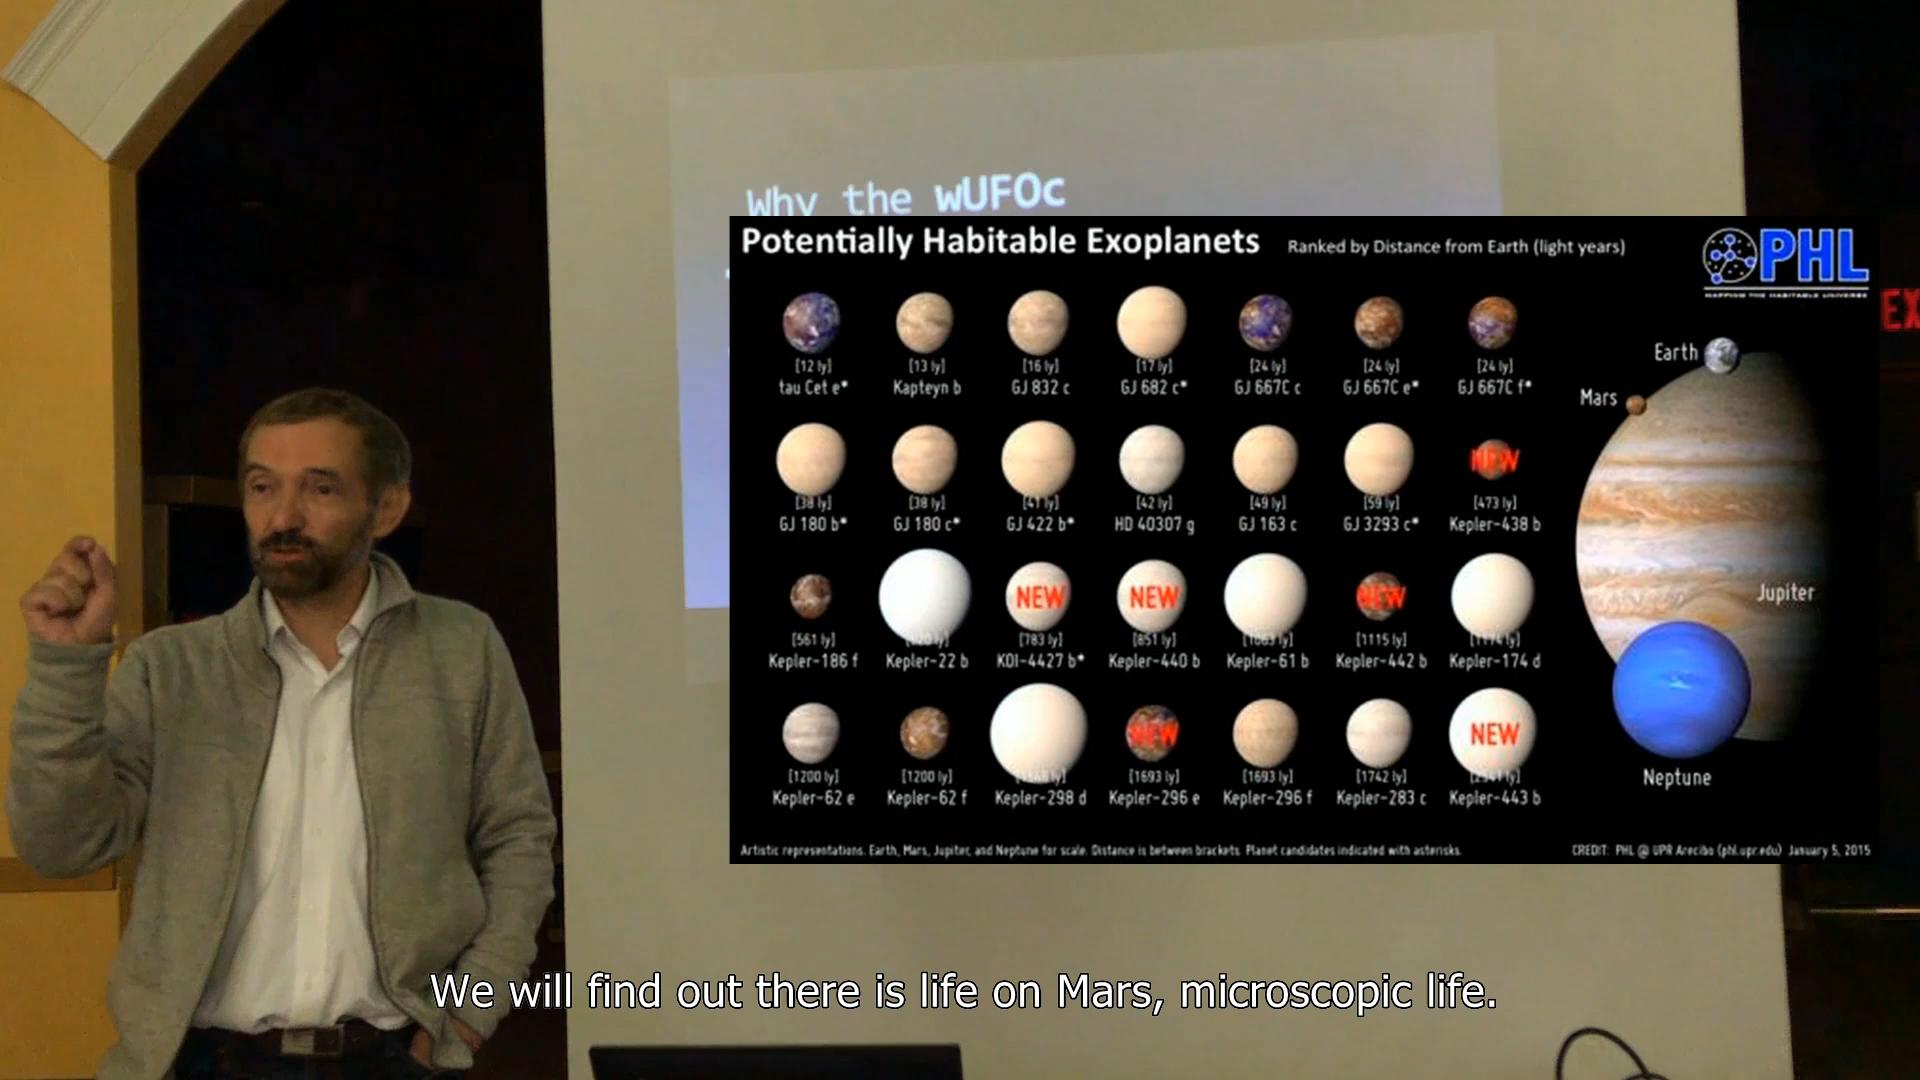 Why the wUFOc
Potentially Habitable Exoplanets Ranked by Distance from Earth (light years)
PHL
MAPPING THE HABITABLE UNIVERSE
EX
[12 ly] [13 ly] [16 ly] [17 ly] [24 ly] [24 ly] [24 ly]
tau Cet e* Kapteyn b GJ 832 c GJ 682 c* GJ 667C c GJ 667C e* GJ 667C f*
Earth
Mars
NEW
[38 ly] [38 ly] [41 ly] [42 ly] [49 ly] [59 ly] [473 ly]
GJ 180 b* GJ 180 c* GJ 422 b* HD 40307 g GJ 163 c GJ 3293 c* Kepler-438 b
NEW NEW NEW
Jupiter
[561 ly] [783 ly] [851 ly] [1115 ly]
Kepler-186 f Kepler-22 b KOI-4427 b* Kepler-440 b Kepler-61 b Kepler-442 b Kepler-174 d
NEW NEW
[1200 ly] [1200 ly] [1693 ly] [1693 ly] [1742 ly]
Kepler-62 e Kepler-62 f Kepler-298 d Kepler-296 e Kepler-296 f Kepler-283 c Kepler-443 b
Neptune
Artistic representations. Earth, Mars, Jupiter, and Neptune for scale. Distance is between brackets. Planet candidates indicated with asterisks.
CREDIT: PHL @ UPR Arecibo (phl.upr.edu) January 5, 2015
We will find out there is life on Mars, microscopic life.